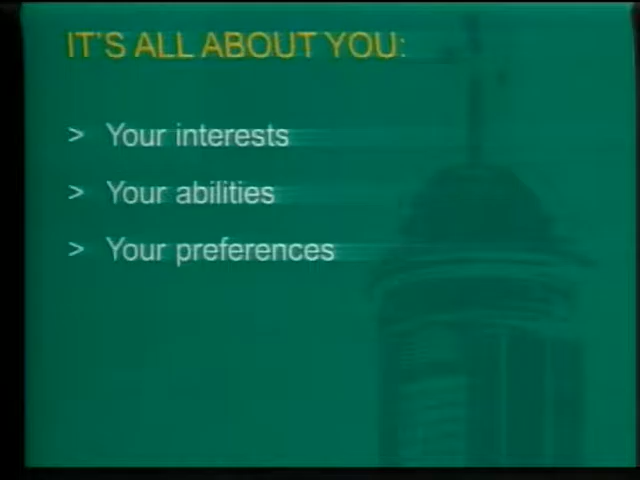 IT'S ALL ABOUT YOU:
> Your interests
> Your abilities
> Your preferences